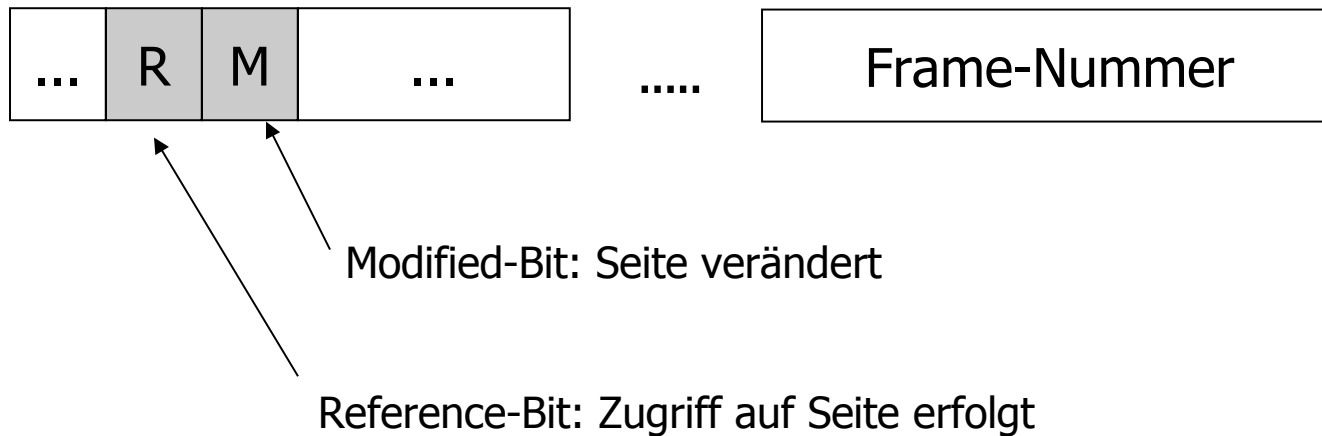 ... R M ... ..... Frame-Nummer
Modified-Bit: Seite verändert
Reference-Bit: Zugriff auf Seite erfolgt